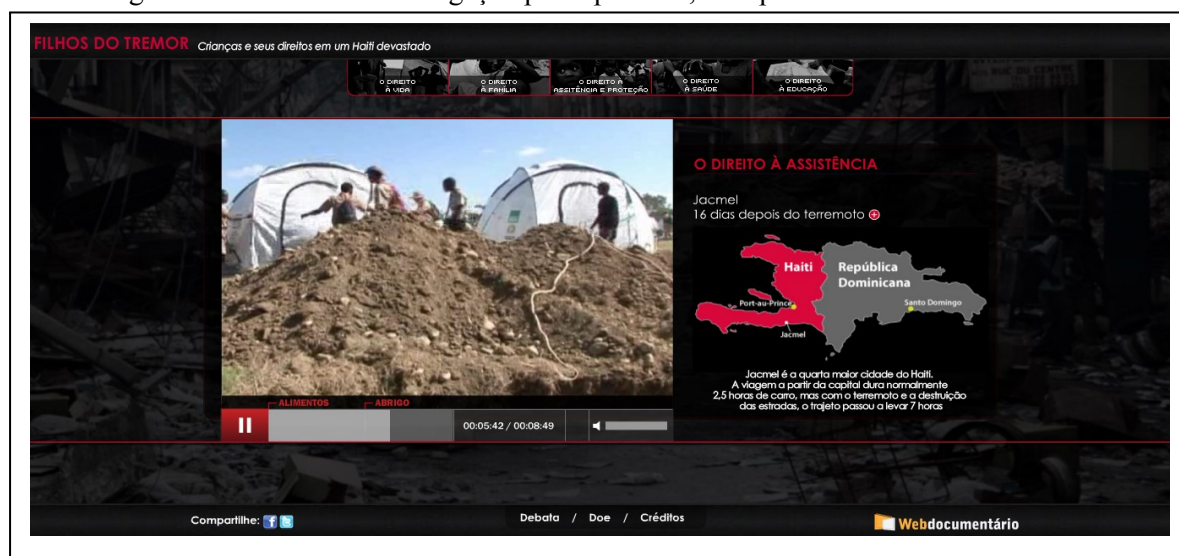 FILHOS DO TREMOR Crianças e seus direitos em um Haiti devastado
O DIREITO
À VIDA
O DIREITO
À FAMÍLIA
O DIREITO À
ASSITÊNCIA E PROTEÇÃO
O DIREITO
À SAÚDE
O DIREITO
À EDUCAÇÃO
O DIREITO À ASSISTÊNCIA
Jacmel
16 dias depois do terremoto
Haiti
República
Dominicana
Port-au-Prince
Santo Domingo
Jacmel
Jacmel é a quarta maior cidade do Haiti.
A viagem a partir da capital dura normalmente
2,5 horas de carro, mas com o terremoto e a destruição
das estradas, o trajeto passou a levar 7 horas
ALIMENTOS
ABRIGO
00:05:42 / 00:08:49
Compartilhe:
Debata / Doe / Créditos
Webdocumentário